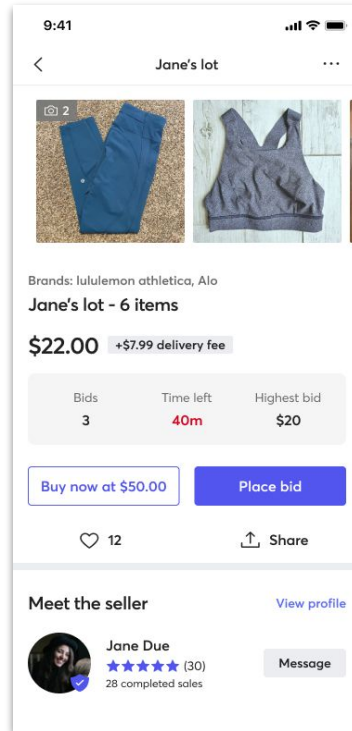 9:41
Jane's lot
2
Brands: lululemon athletica, Alo
Jane's lot - 6 items
$22.00 +$7.99 delivery fee
Bids Time left Highest bid
3 40m $20
Buy now at $50.00 Place bid
12 Share
Meet the seller View profile
Jane Due
(30)
Message
28 completed sales